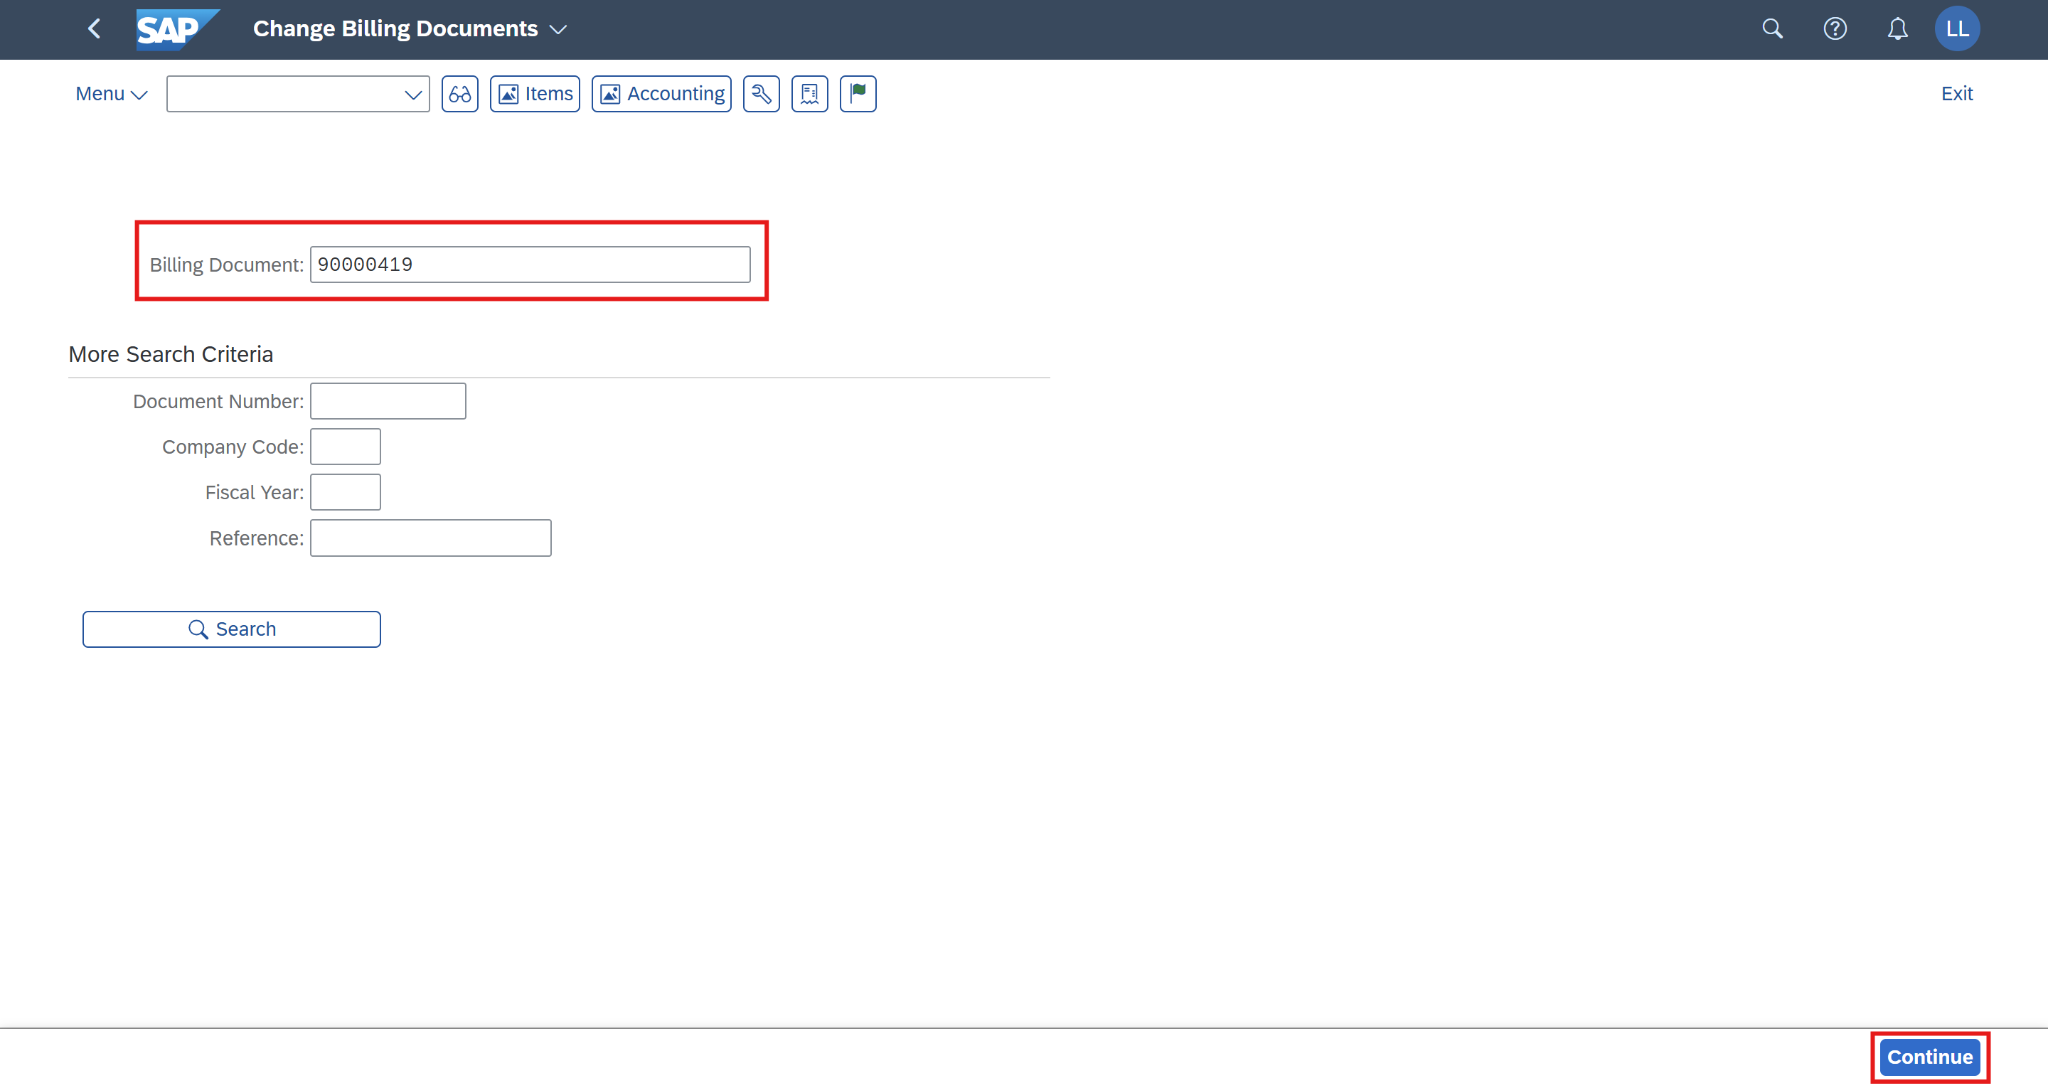 SAP Change Billing Documents LL
Menu Items Accounting Exit
Billing Document: 90000419
More Search Criteria
Document Number:
Company Code:
Fiscal Year:
Reference:
Search
Continue